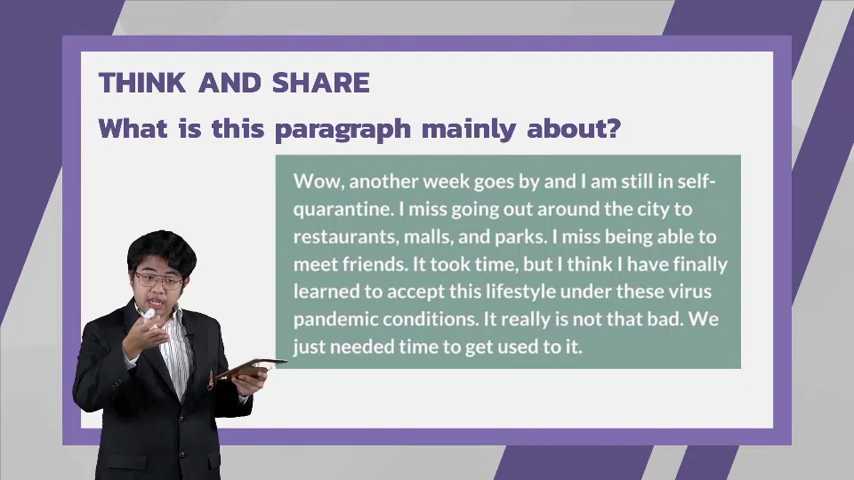 THINK AND SHARE
What is this paragraph mainly about?
Wow, another week goes by and I am still in self-
quarantine. I miss going out around the city to
restaurants, malls, and parks. I miss being able to
meet friends. It took time, but I think I have finally
learned to accept this lifestyle under these virus
pandemic conditions. It really is not that bad. We
just needed time to get used to it.